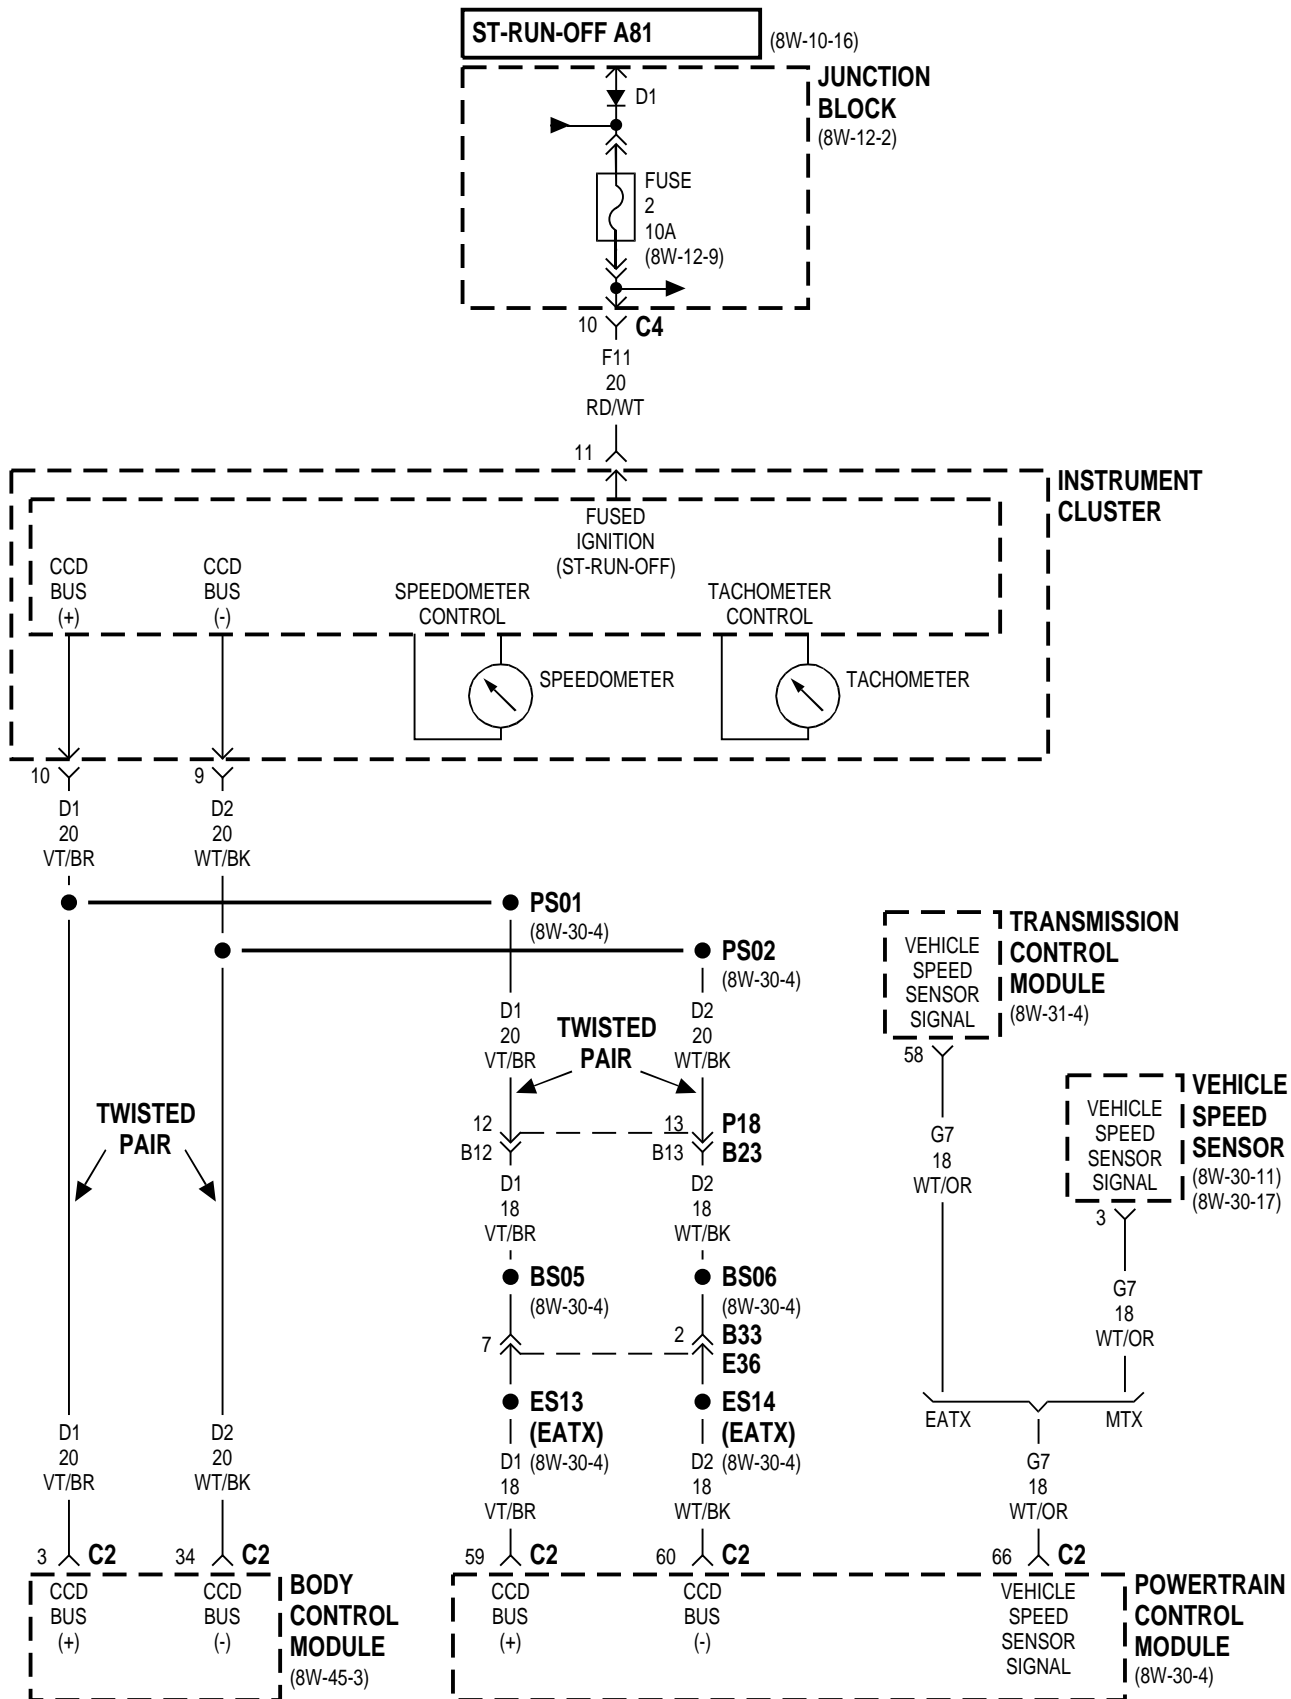 ST-RUN-OFF A81
(8W-10-16)
JUNCTION
BLOCK
(8W-12-2)
D1
FUSE
2
10A
(8W-12-9)
10
C4
F11
20
RD/WT
11
INSTRUMENT
CLUSTER
FUSED
IGNITION
(ST-RUN-OFF)
CCD
BUS
(+)
CCD
BUS
(-)
SPEEDOMETER
CONTROL
TACHOMETER
CONTROL
SPEEDOMETER
TACHOMETER
10
D1
20
VT/BR
9
D2
20
WT/BK
PS01
(8W-30-4)
PS02
(8W-30-4)
D1
20
VT/BR
TWISTED
PAIR
D2
20
WT/BK
VEHICLE
SPEED
SENSOR
SIGNAL
TRANSMISSION
CONTROL
MODULE
(8W-31-4)
58
G7
18
WT/OR
VEHICLE
SPEED
SENSOR
SIGNAL
VEHICLE
SPEED
SENSOR
(8W-30-11)
(8W-30-17)
3
G7
18
WT/OR
TWISTED
PAIR
12
13
P18
B12
B13
B23
D1
18
VT/BR
D2
18
WT/BK
BS05
(8W-30-4)
BS06
(8W-30-4)
7
2
B33
E36
ES13
(EATX)
(8W-30-4)
ES14
(EATX)
(8W-30-4)
EATX
MTX
D1
20
VT/BR
D2
20
WT/BK
D1
18
VT/BR
D2
18
WT/BK
G7
18
WT/OR
3
C2
34
C2
59
C2
60
C2
66
C2
CCD
BUS
(+)
CCD
BUS
(-)
BODY
CONTROL
MODULE
(8W-45-3)
CCD
BUS
(+)
CCD
BUS
(-)
VEHICLE
SPEED
SENSOR
SIGNAL
POWERTRAIN
CONTROL
MODULE
(8W-30-4)